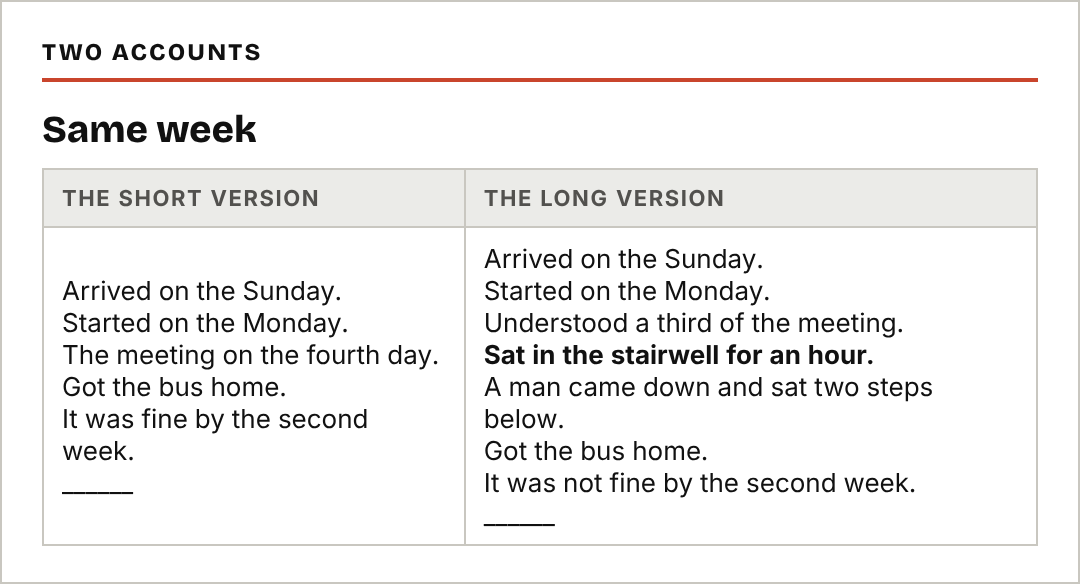 TWO ACCOUNTS
Same week
THE SHORT VERSION
Arrived on the Sunday.
Started on the Monday.
The meeting on the fourth day.
Got the bus home.
It was fine by the second
week.
______
THE LONG VERSION
Arrived on the Sunday.
Started on the Monday.
Understood a third of the meeting.
Sat in the stairwell for an hour.
A man came down and sat two steps
below.
Got the bus home.
It was not fine by the second week.
______